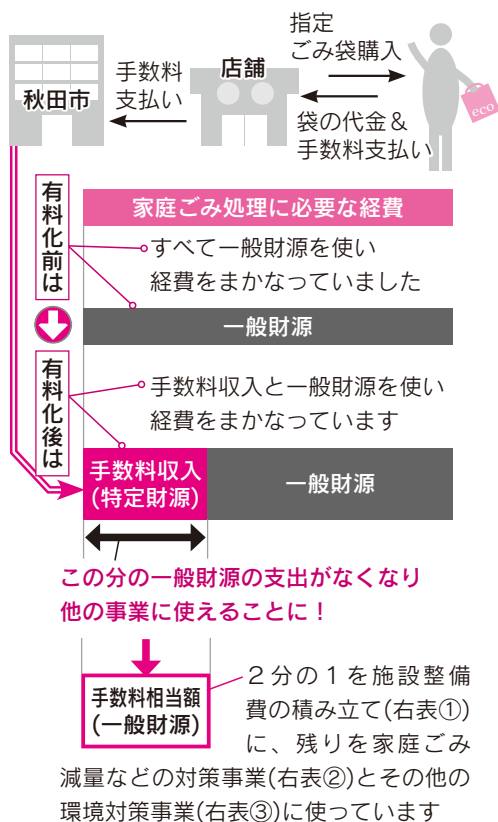 指定
ごみ袋購入
店舗
手数料
支払い
秋田市
eco
袋の代金＆
手数料支払い
有料化前は
家庭ごみ処理に必要な経費
すべて一般財源を使い
経費をまかなっていました
一般財源
有料化後は
手数料収入と一般財源を使い
経費をまかなっています
手数料収入
(特定財源)
一般財源
この分の一般財源の支出がなくなり
他の事業に使えることに！
手数料相当額
(一般財源)
２分の１を施設整備
費の積み立て(右表①)
に、残りを家庭ごみ
減量などの対策事業(右表②)とその他の
環境対策事業(右表③)に使っています